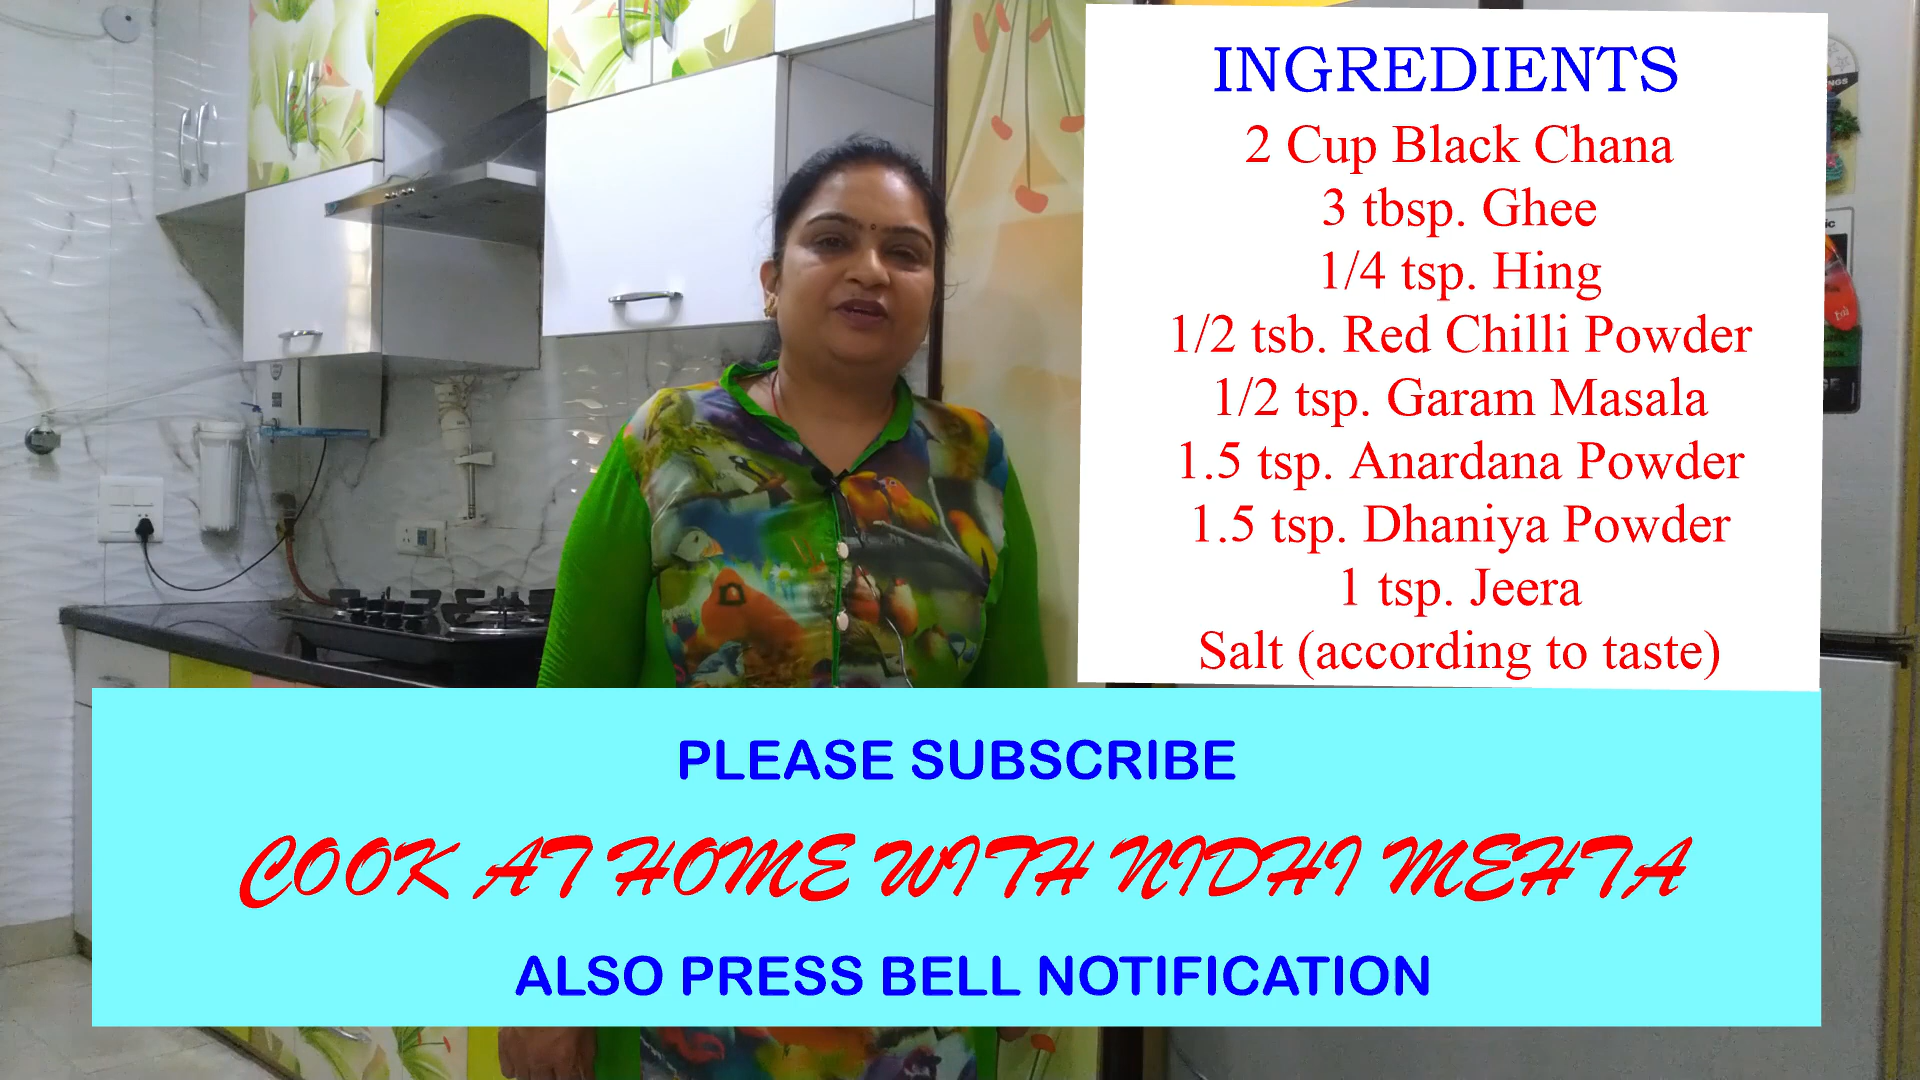 INGREDIENTS
2 Cup Black Chana
3 tbsp. Ghee
1/4 tsp. Hing
1/2 tsb. Red Chilli Powder
1/2 tsp. Garam Masala
1.5 tsp. Anardana Powder
1.5 tsp. Dhaniya Powder
1 tsp. Jeera
Salt (according to taste)
PLEASE SUBSCRIBE
COOK AT HOME WITH NIDHI MEHTA
ALSO PRESS BELL NOTIFICATION